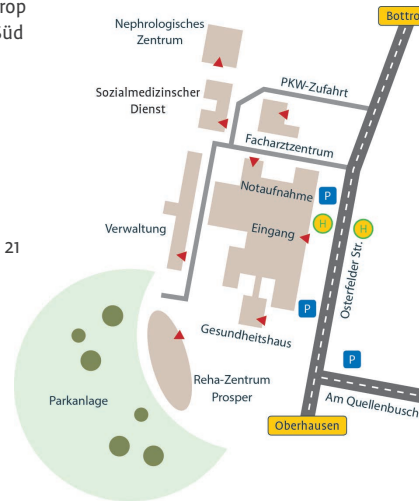 rop
Süd
Bottro
Nephrologisches
Zentrum
PKW-Zufahrt
Sozialmedizinscher
Dienst
Facharztzentrum
Notaufnahme
P
H
H
Verwaltung
Eingang
Osterfelder Str.
21
P
Gesundheitshaus
P
Reha-Zentrum
Prosper
Parkanlage
Am Quellenbusch
Oberhausen